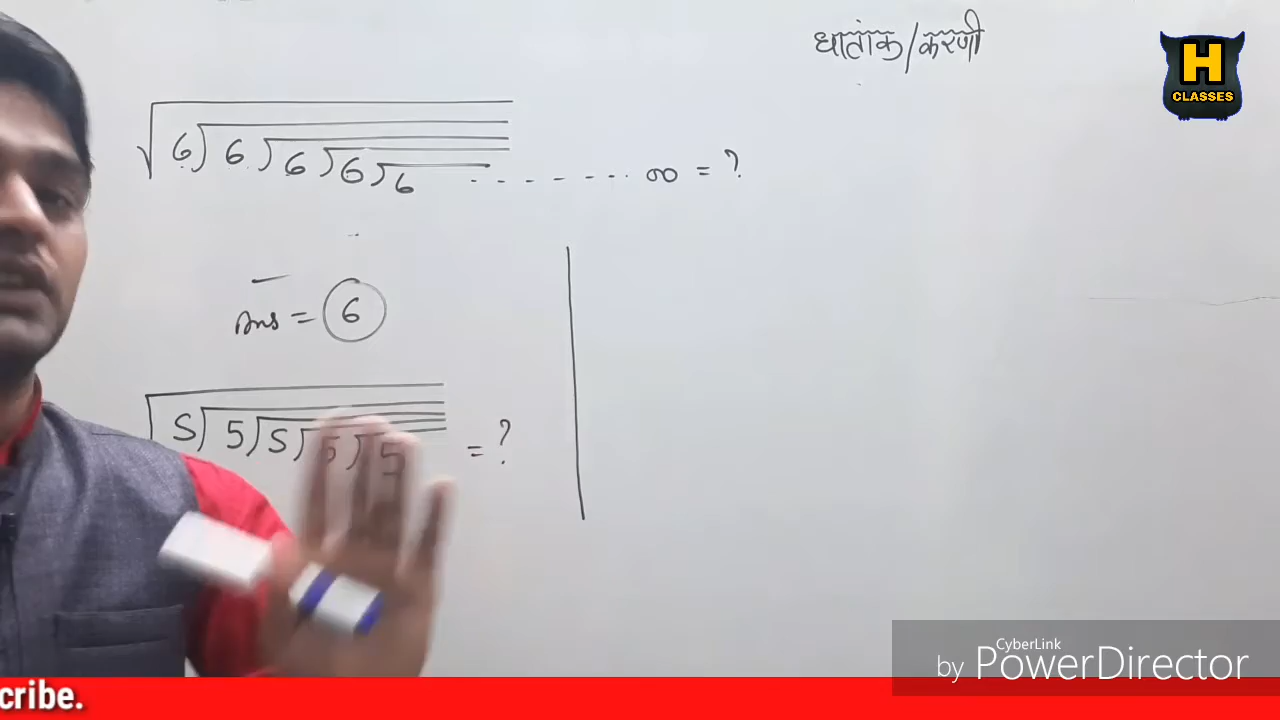 घातांक/करणी
H
CLASSES
√6√6√6√6√6 ........ ∞ = ?
Ans = 6
√5√5√5√5√5 = ?
CyberLink
by PowerDirector
cribe.